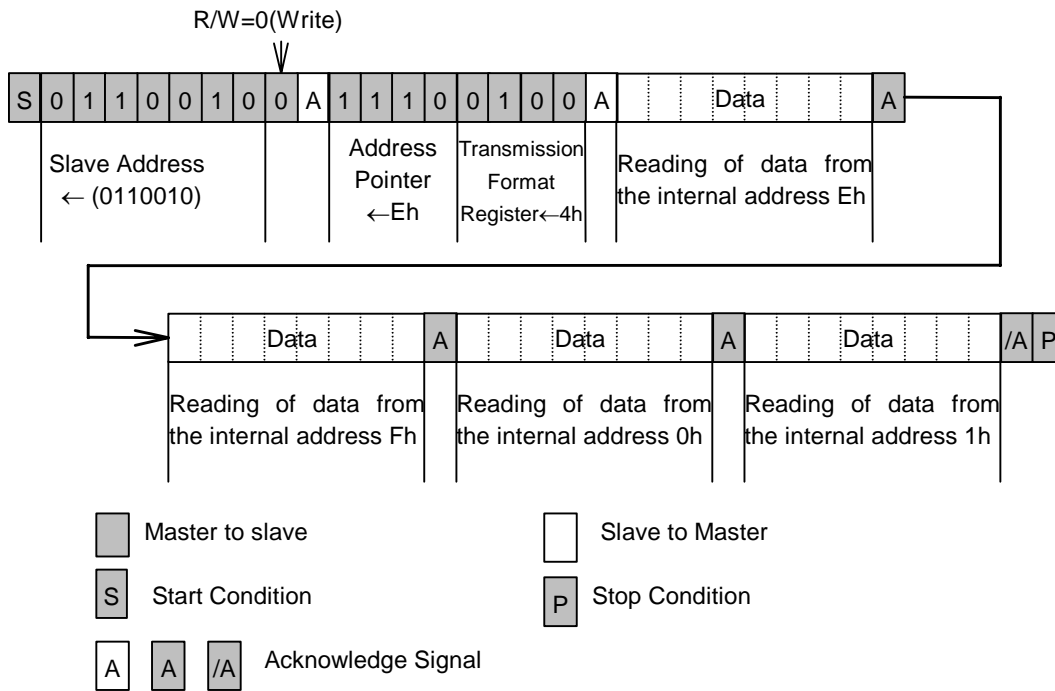 R/W=0(Write)
S 0 1 1 0 0 1 0 0 A 1 1 1 0 0 1 0 0 A Data A
Slave Address
← (0110010)
Address
Pointer
←Eh
Transmission
Format
Register←4h
Reading of data from
the internal address Eh
Data A Data A Data /A P
Reading of data from
the internal address Fh
Reading of data from
the internal address 0h
Reading of data from
the internal address 1h
Master to slave
Slave to Master
S Start Condition
P Stop Condition
A A /A Acknowledge Signal